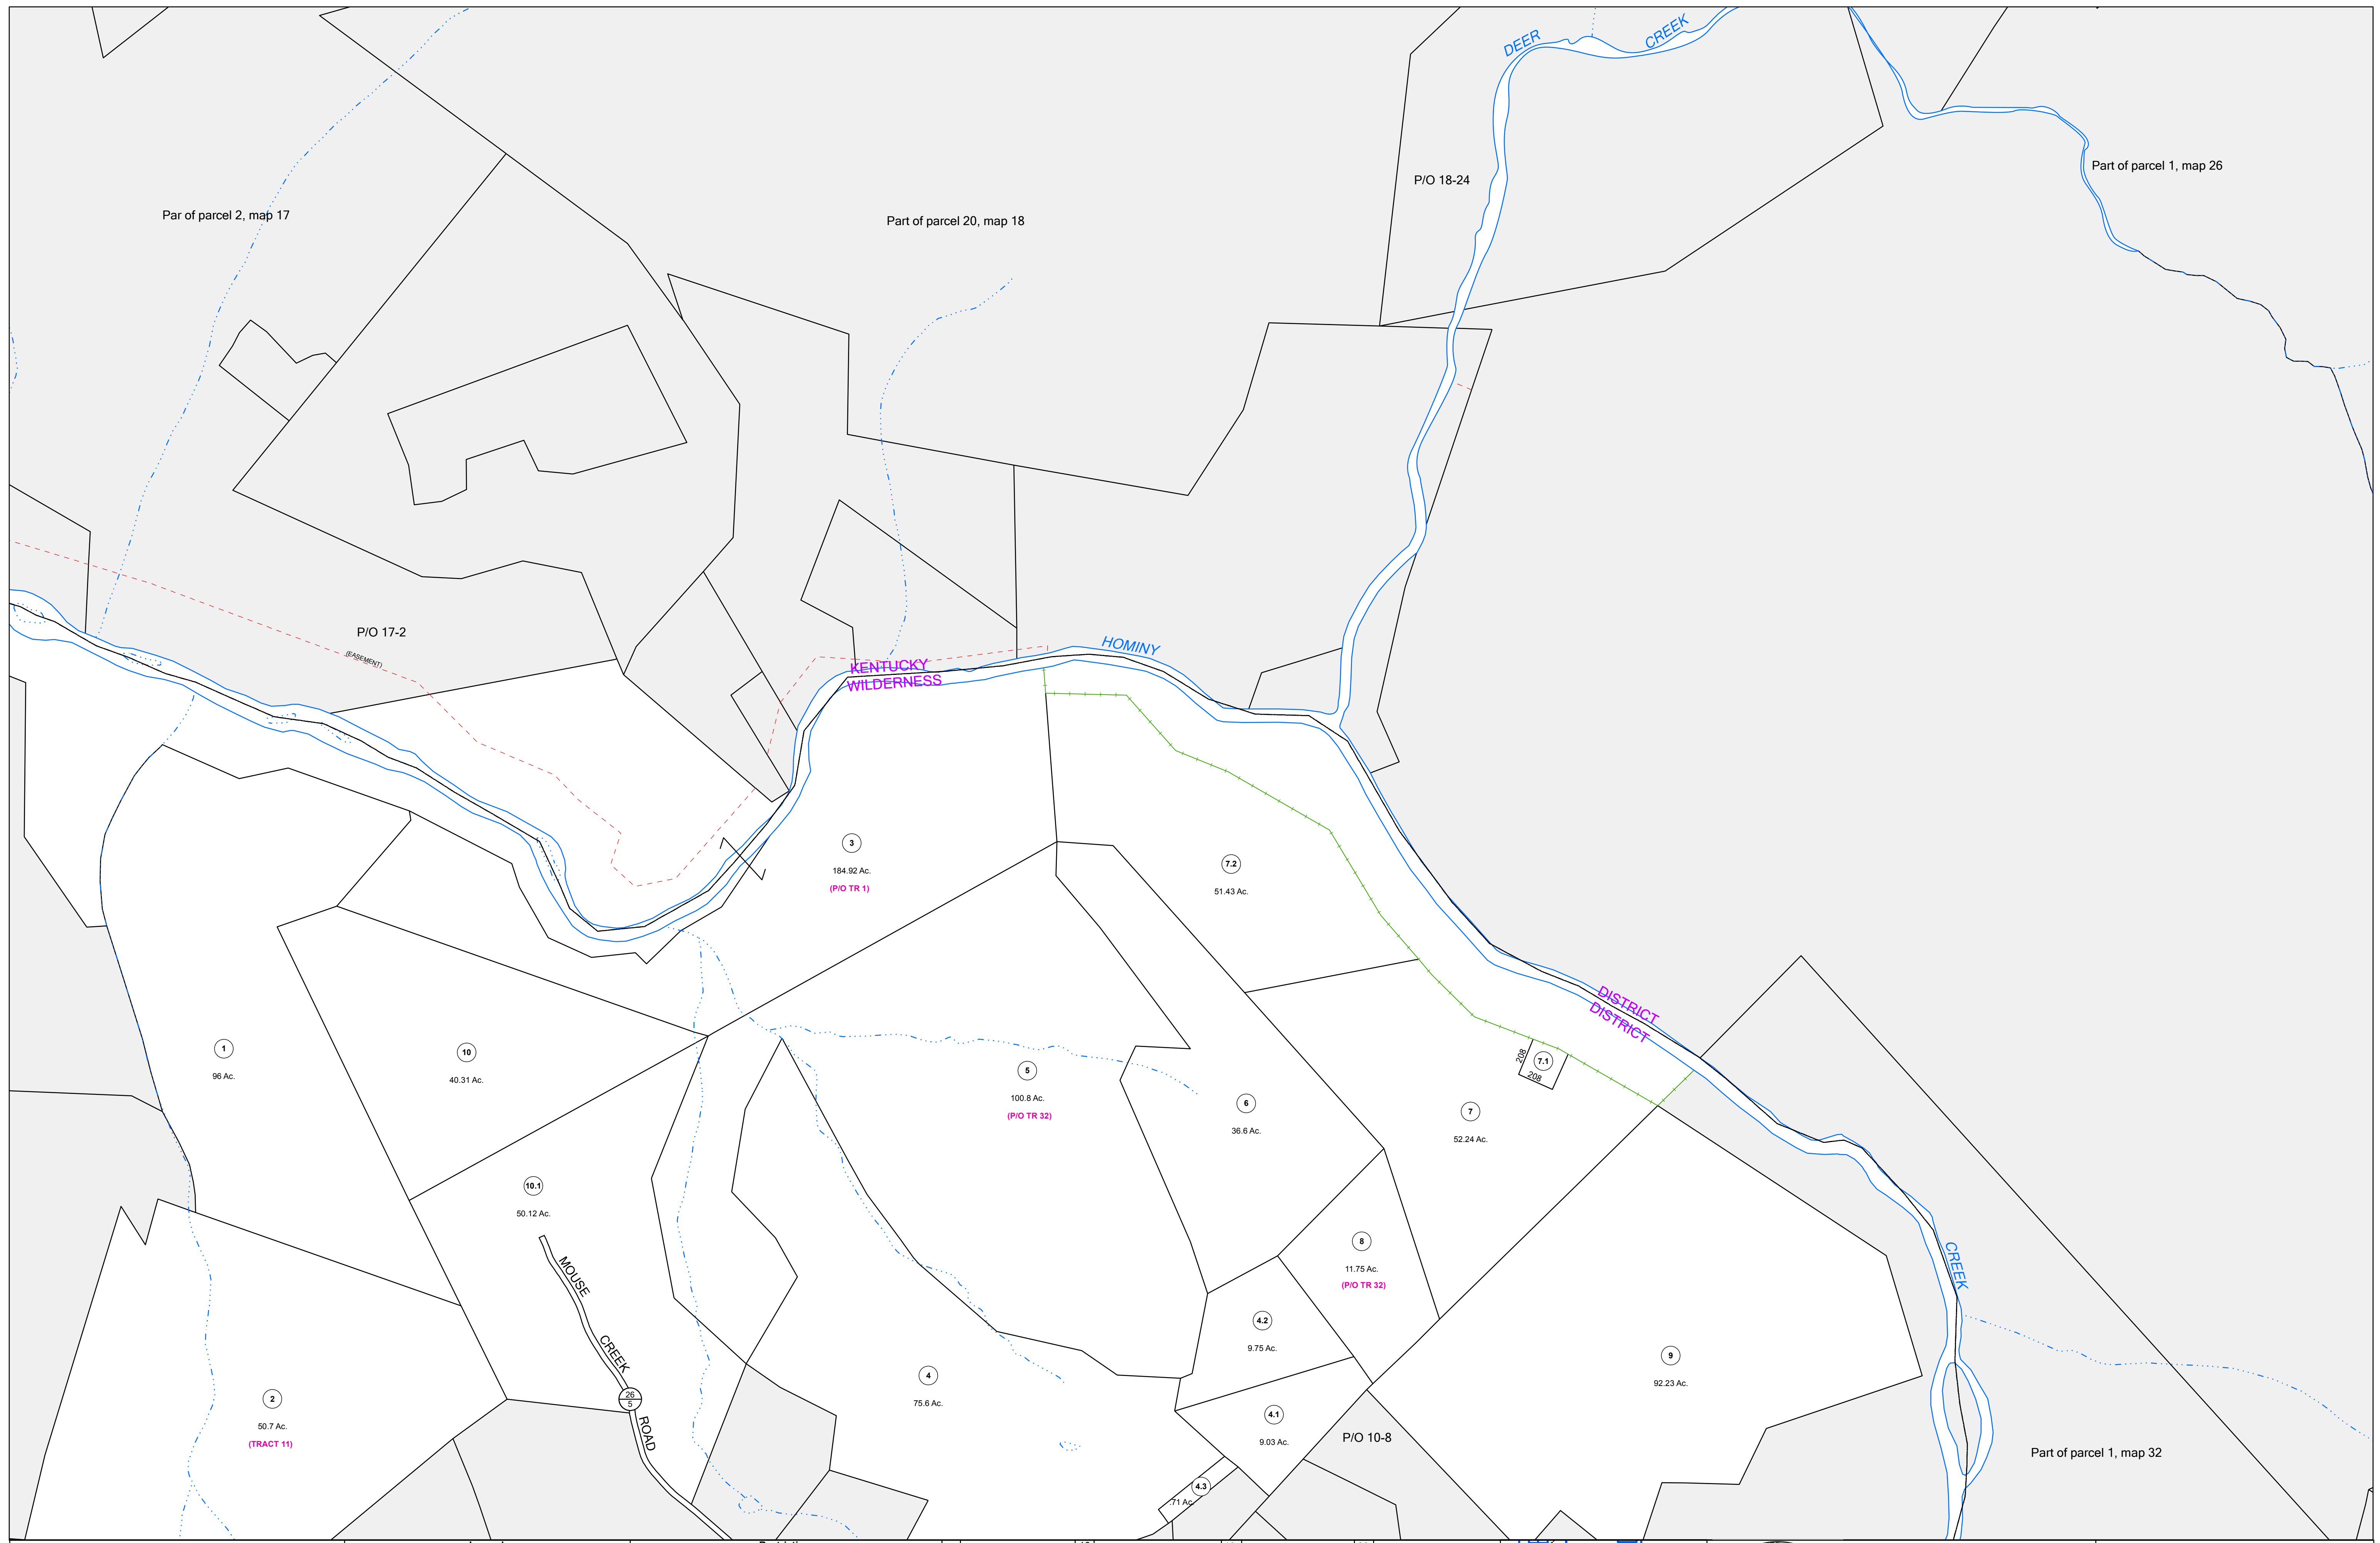 DEER
CREEK
Part of parcel 1, map 26
P/O 18-24
Par of parcel 2, map 17
Part of parcel 20, map 18
P/O 17-2
(EASEMENT)
HOMINY
KENTUCKY
WILDERNESS
3
184.92 Ac.
(P/O TR 1)
7.2
51.43 Ac.
DISTRICT
DISTRICT
1
96 Ac.
10
40.31 Ac.
5
100.8 Ac.
(P/O TR 32)
6
36.6 Ac.
208
7.1
208
7
52.24 Ac.
10.1
50.12 Ac.
8
11.75 Ac.
(P/O TR 32)
CREEK
MOUSE
CREEK
ROAD
26
5
4.2
9.75 Ac.
9
92.23 Ac.
4
75.6 Ac.
2
50.7 Ac.
(TRACT 11)
4.1
9.03 Ac.
P/O 10-8
Part of parcel 1, map 32
4.3
.71 Ac.